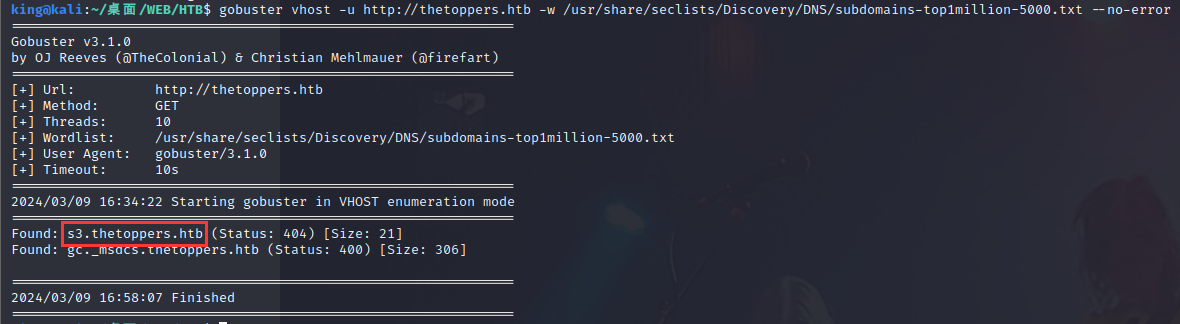 king@kali:~/桌面/WEB/HTB$ gobuster vhost -u http://thetoppers.htb -w /usr/share/seclists/Discovery/DNS/subdomains-top1million-5000.txt --no-error
===============================================================
Gobuster v3.1.0
by OJ Reeves (@TheColonial) & Christian Mehlmauer (@firefart)
===============================================================
[+] Url:          http://thetoppers.htb
[+] Method:       GET
[+] Threads:      10
[+] Wordlist:     /usr/share/seclists/Discovery/DNS/subdomains-top1million-5000.txt
[+] User Agent:   gobuster/3.1.0
[+] Timeout:      10s
===============================================================
2024/03/09 16:34:22 Starting gobuster in VHOST enumeration mode
===============================================================
Found: s3.thetoppers.htb (Status: 404) [Size: 21]
Found: gc._msdcs.thetoppers.htb (Status: 400) [Size: 306]
===============================================================
2024/03/09 16:58:07 Finished
===============================================================